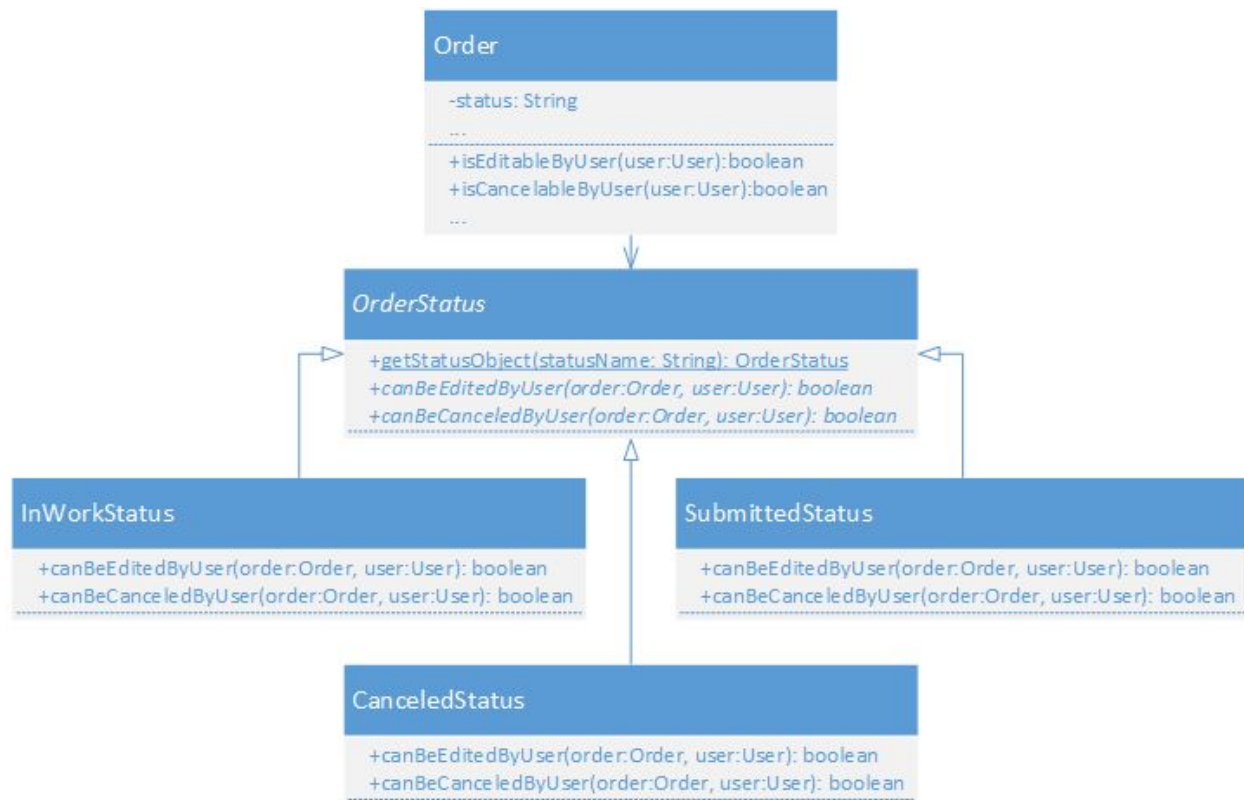 Order
-status: String
...
+isEditableByUser(user:User):boolean
+isCancelableByUser(user:User):boolean
...
OrderStatus
+getStatusObject(statusName: String): OrderStatus
+canBeEditedByUser(order:Order, user:User): boolean
+canBeCanceledByUser(order:Order, user:User): boolean
InWorkStatus
+canBeEditedByUser(order:Order, user:User): boolean
+canBeCanceledByUser(order:Order, user:User): boolean
SubmittedStatus
+canBeEditedByUser(order:Order, user:User): boolean
+canBeCanceledByUser(order:Order, user:User): boolean
CanceledStatus
+canBeEditedByUser(order:Order, user:User): boolean
+canBeCanceledByUser(order:Order, user:User): boolean